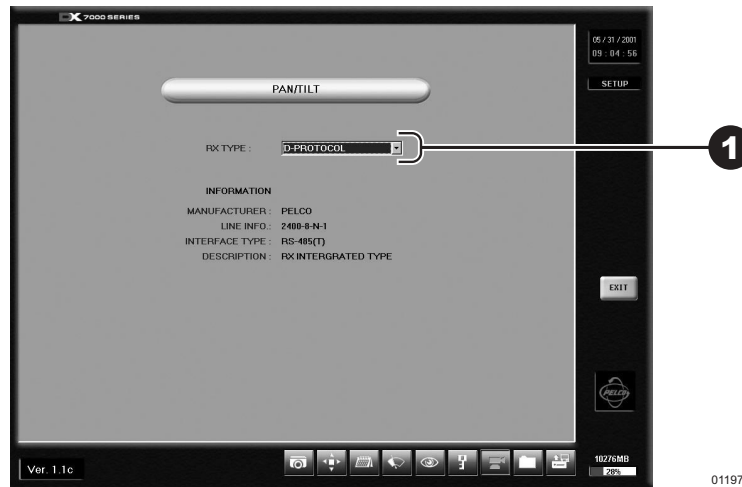 DX 7000 SERIES
05 / 31 / 2001
09 : 04 : 56
SETUP
PAN/TILT
RX TYPE : D-PROTOCOL
1
INFORMATION
MANUFACTURER : PELCO
LINE INFO.: 2400-8-N-1
INTERFACE TYPE : RS-485(T)
DESCRIPTION : RX INTERGRATED TYPE
EXIT
PELCO
Ver. 1.1c
10276MB
28%
01197